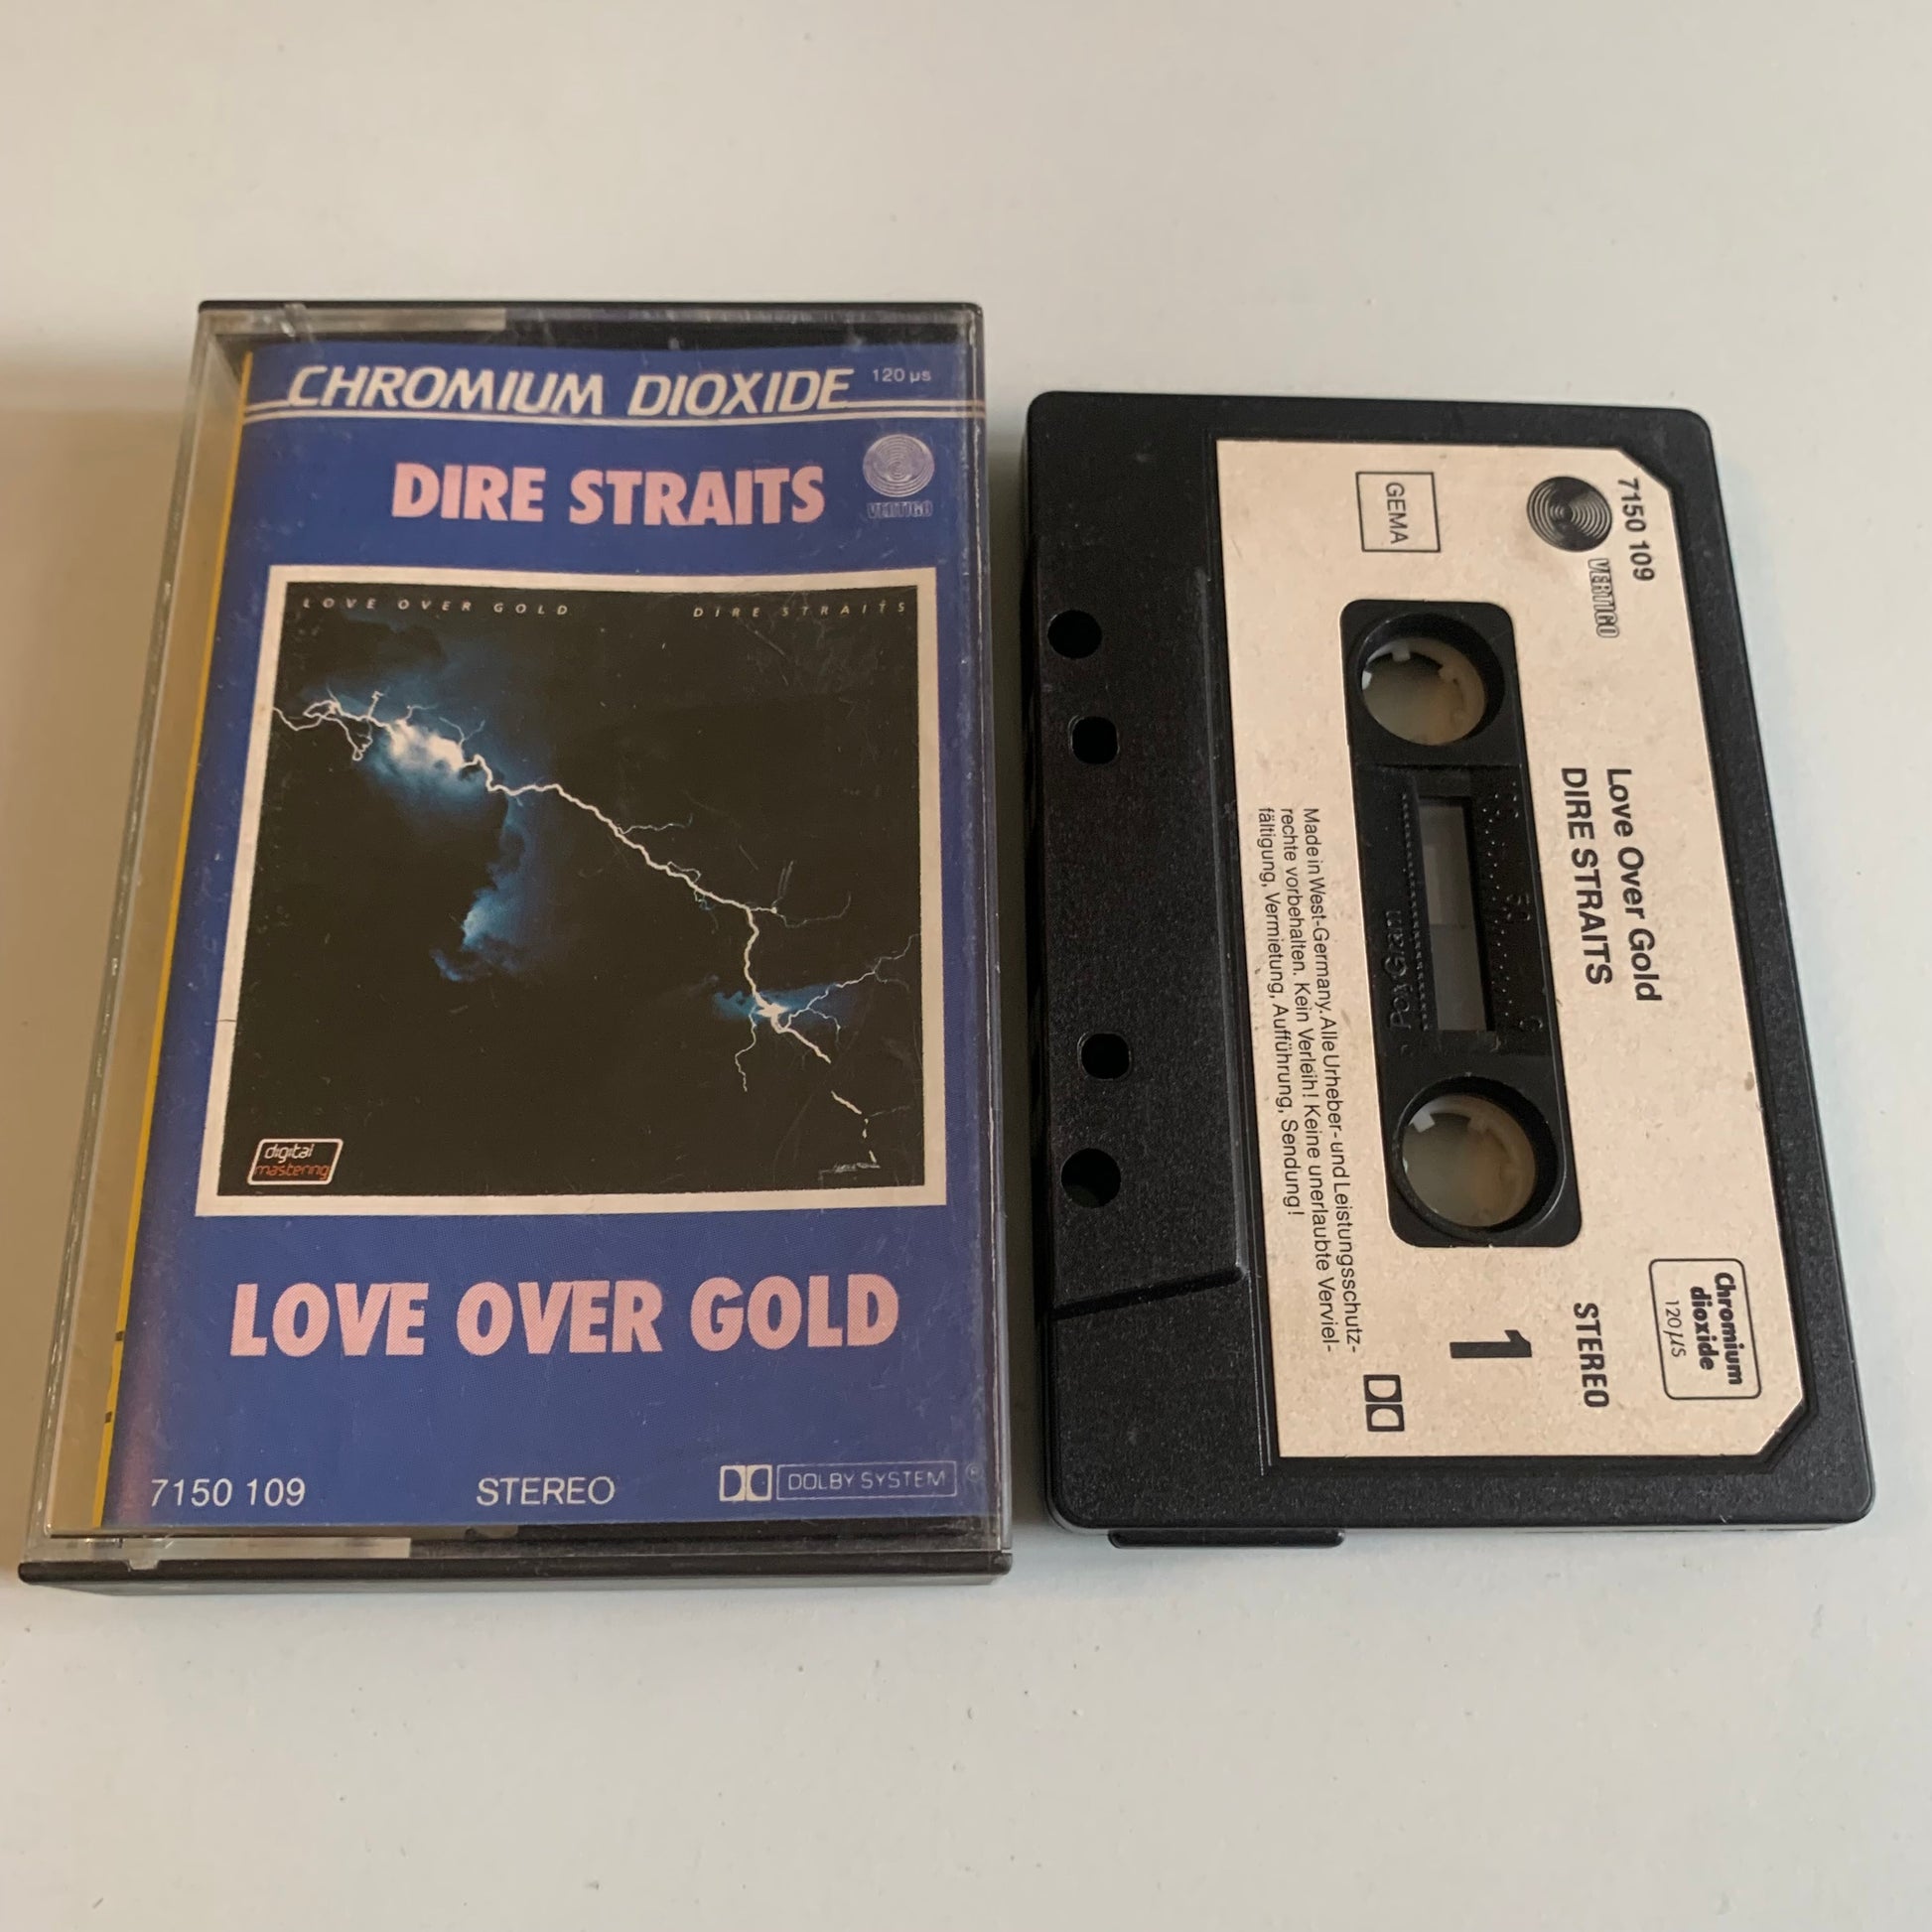 CHROMIUM DIOXIDE 120 µs
DIRE STRAITS
VERTIGO
LOVE OVER GOLD DIRE STRAITS
digital
mastering
LOVE OVER GOLD
7150 109 STEREO DOLBY SYSTEM ®
7150 109
VERTIGO
GEMA
Love Over Gold
DIRE STRAITS
Chromium
dioxide
120 µs
STEREO
1
100 50 0
PolyGram
Made in West-Germany. Alle Urheber- und Leistungsschutz-
rechte vorbehalten. Kein Verleih! Keine unerlaubte Verviel-
fältigung, Vermietung, Aufführung, Sendung!